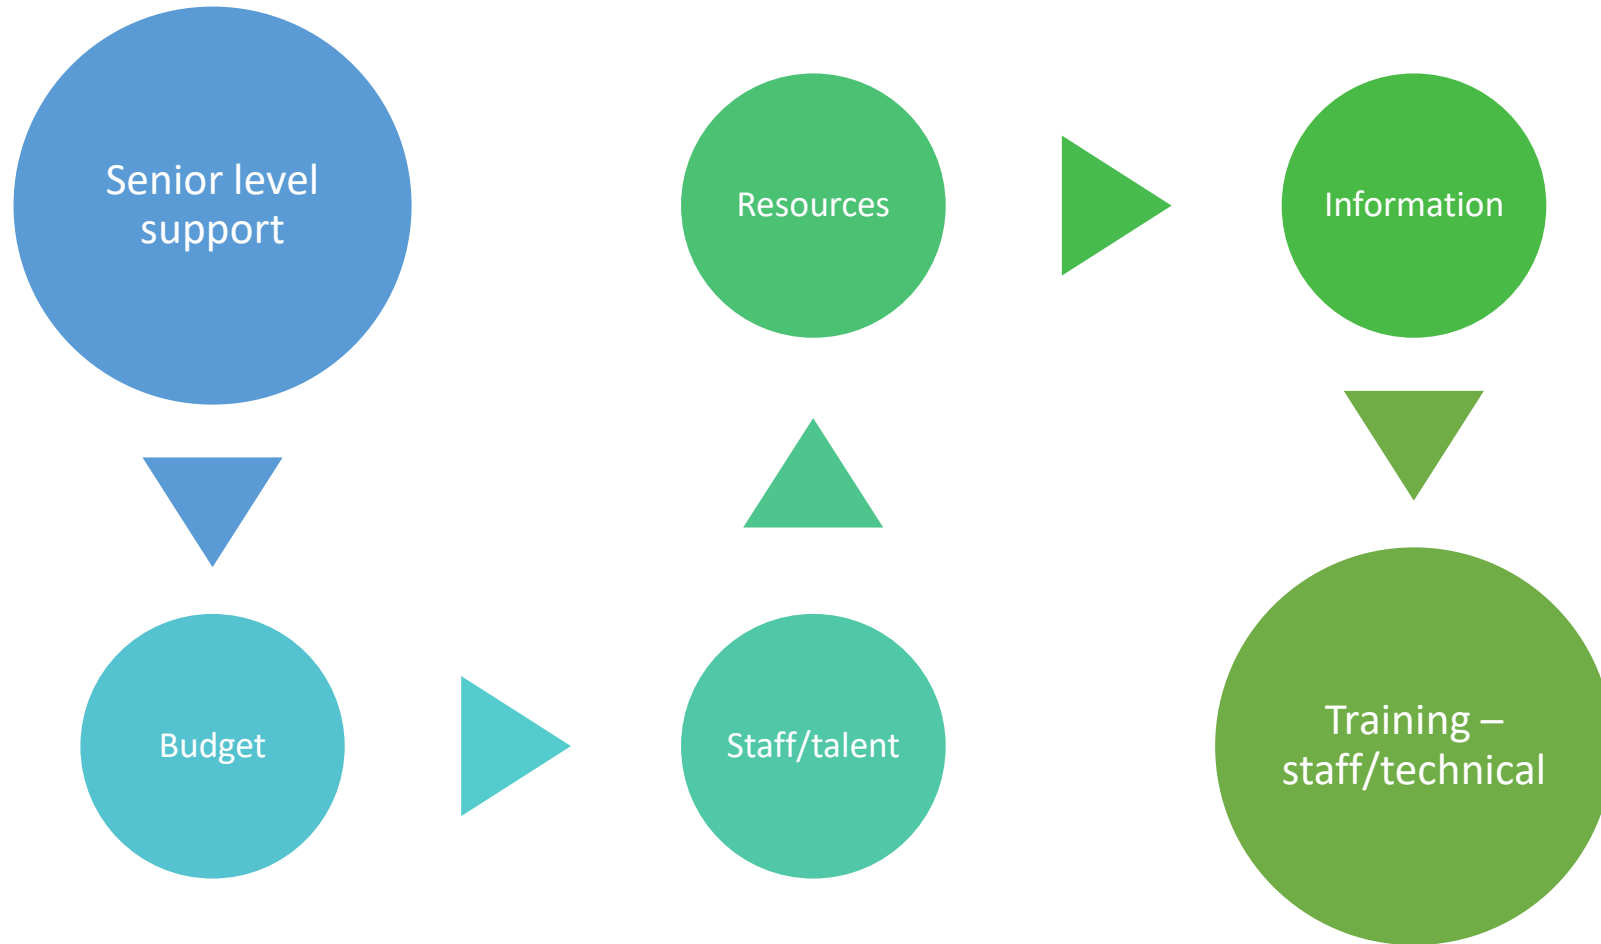 Senior level
support
Budget
Staff/talent
Resources
Information
Training –
staff/technical